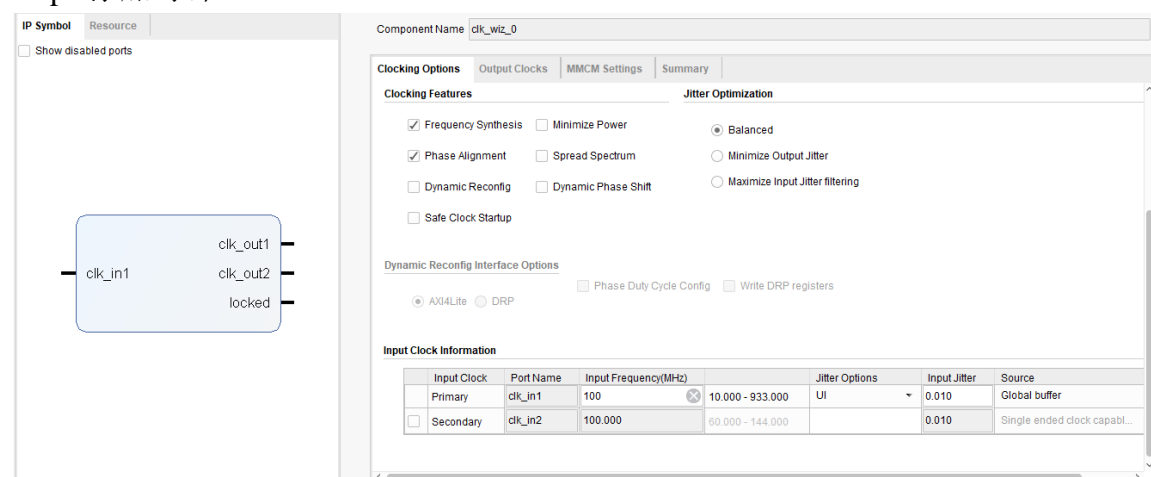 IP Symbol Resource
Show disabled ports
clk_in1
clk_out1
clk_out2
locked
Component Name clk_wiz_0
Clocking Options Output Clocks MMCM Settings Summary
Clocking Features
Frequency Synthesis Minimize Power
Phase Alignment Spread Spectrum
Dynamic Reconfig Dynamic Phase Shift
Safe Clock Startup
Jitter Optimization
Balanced
Minimize Output Jitter
Maximize Input Jitter filtering
Dynamic Reconfig Interface Options
Phase Duty Cycle Config Write DRP registers
AXI4Lite DRP
Input Clock Information
Input Clock Port Name Input Frequency(MHz) Jitter Options Input Jitter Source
Primary clk_in1 100 10.000 - 933.000 UI 0.010 Global buffer
Secondary clk_in2 100.000 60.000 - 144.000 0.010 Single ended clock capabl...